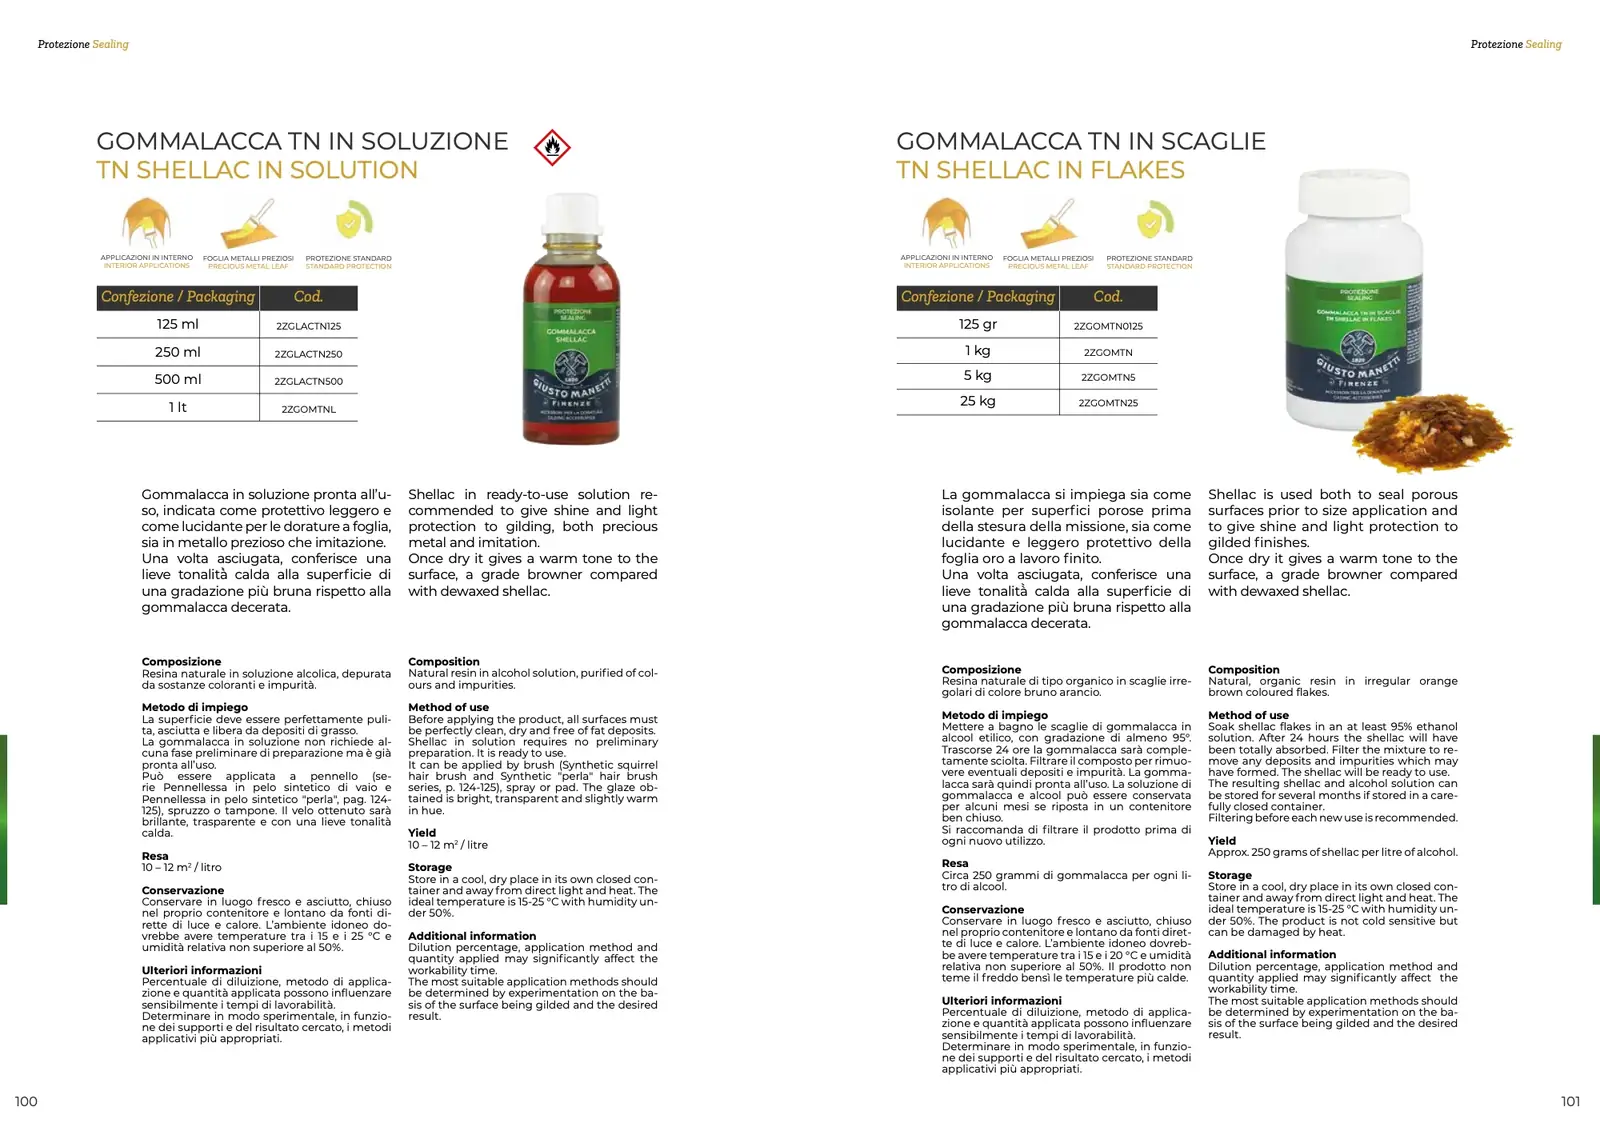 Protezione Sealing
GOMMALACCA TN IN SOLUZIONE
TN SHELLAC IN SOLUTION
APPLICAZIONI IN INTERNO
INTERIOR APPLICATIONS
FOGLIA METALLI PREZIOSI
PRECIOUS METAL LEAF
PROTEZIONE STANDARD
STANDARD PROTECTION
Confezione / Packaging Cod.
125 ml 2ZGLACTN125
250 ml 2ZGLACTN250
500 ml 2ZGLACTN500
1 lt 2ZGOMTNL
PROTEZIONE
SEALING
GOMMALACCA
SHELLAC
1820
GIUSTO MANETTI
FIRENZE
ACCESSORI PER LA DORATURA
GILDING ACCESSORIES
Gommalacca in soluzione pronta all'u-
so, indicata come protettivo leggero e
come lucidante per le dorature a foglia,
sia in metallo prezioso che imitazione.
Una volta asciugata, conferisce una
lieve tonalità calda alla superficie di
una gradazione più bruna rispetto alla
gommalacca decerata.
Shellac in ready-to-use solution re-
commended to give shine and light
protection to gilding, both precious
metal and imitation.
Once dry it gives a warm tone to the
surface, a grade browner compared
with dewaxed shellac.
Composizione
Resina naturale in soluzione alcolica, depurata
da sostanze coloranti e impurità.
Metodo di impiego
La superficie deve essere perfettamente puli-
ta, asciutta e libera da depositi di grasso.
La gommalacca in soluzione non richiede al-
cuna fase preliminare di preparazione ma è già
pronta all'uso.
Può essere applicata a pennello (se-
rie Pennellessa in pelo sintetico di vaio e
Pennellessa in pelo sintetico "perla", pag. 124-
125), spruzzo o tampone. Il velo ottenuto sarà
brillante, trasparente e con una lieve tonalità
calda.
Resa
10 – 12 m² / litro
Conservazione
Conservare in luogo fresco e asciutto, chiuso
nel proprio contenitore e lontano da fonti di-
rette di luce e calore. L'ambiente idoneo do-
vrebbe avere temperature tra i 15 e i 25 °C e
umidità relativa non superiore al 50%.
Ulteriori informazioni
Percentuale di diluizione, metodo di applica-
zione e quantità applicata possono influenzare
sensibilmente i tempi di lavorabilità.
Determinare in modo sperimentale, in funzio-
ne dei supporti e del risultato cercato, i metodi
applicativi più appropriati.
Composition
Natural resin in alcohol solution, purified of col-
ours and impurities.
Method of use
Before applying the product, all surfaces must
be perfectly clean, dry and free of fat deposits.
Shellac in solution requires no preliminary
preparation. It is ready to use.
It can be applied by brush (Synthetic squirrel
hair brush and Synthetic "perla" hair brush
series, p. 124-125), spray or pad. The glaze ob-
tained is bright, transparent and slightly warm
in hue.
Yield
10 – 12 m² / litre
Storage
Store in a cool, dry place in its own closed con-
tainer and away from direct light and heat. The
ideal temperature is 15-25 °C with humidity un-
der 50%.
Additional information
Dilution percentage, application method and
quantity applied may significantly affect the
workability time.
The most suitable application methods should
be determined by experimentation on the ba-
sis of the surface being gilded and the desired
result.
100
Protezione Sealing
GOMMALACCA TN IN SCAGLIE
TN SHELLAC IN FLAKES
APPLICAZIONI IN INTERNO
INTERIOR APPLICATIONS
FOGLIA METALLI PREZIOSI
PRECIOUS METAL LEAF
PROTEZIONE STANDARD
STANDARD PROTECTION
Confezione / Packaging Cod.
125 gr 2ZGOMTN0125
1 kg 2ZGOMTN
5 kg 2ZGOMTN5
25 kg 2ZGOMTN25
PROTEZIONE
SEALING
GOMMALACCA TN IN SCAGLIE
TN SHELLAC IN FLAKES
GIUSTO MANETTI
FIRENZE
ACCESSORI PER LA DORATURA
GILDING ACCESSORIES
La gommalacca si impiega sia come
isolante per superfici porose prima
della stesura della missione, sia come
lucidante e leggero protettivo della
foglia oro a lavoro finito.
Una volta asciugata, conferisce una
lieve tonalità calda alla superficie di
una gradazione più bruna rispetto alla
gommalacca decerata.
Shellac is used both to seal porous
surfaces prior to size application and
to give shine and light protection to
gilded finishes.
Once dry it gives a warm tone to the
surface, a grade browner compared
with dewaxed shellac.
Composizione
Resina naturale di tipo organico in scaglie irre-
golari di colore bruno arancio.
Metodo di impiego
Mettere a bagno le scaglie di gommalacca in
alcool etilico, con gradazione di almeno 95°.
Trascorse 24 ore la gommalacca sarà comple-
tamente sciolta. Filtrare il composto per rimuo-
vere eventuali depositi e impurità. La gomma-
lacca sarà quindi pronta all'uso. La soluzione di
gommalacca e alcool può essere conservata
per alcuni mesi se riposta in un contenitore
ben chiuso.
Si raccomanda di filtrare il prodotto prima di
ogni nuovo utilizzo.
Resa
Circa 250 grammi di gommalacca per ogni li-
tro di alcool.
Conservazione
Conservare in luogo fresco e asciutto, chiuso
nel proprio contenitore e lontano da fonti diret-
te di luce e calore. L'ambiente idoneo dovreb-
be avere temperature tra i 15 e i 20 °C e umidità
relativa non superiore al 50%. Il prodotto non
teme il freddo bensì le temperature più calde.
Ulteriori informazioni
Percentuale di diluizione, metodo di applica-
zione e quantità applicata possono influenzare
sensibilmente i tempi di lavorabilità.
Determinare in modo sperimentale, in funzio-
ne dei supporti e del risultato cercato, i metodi
applicativi più appropriati.
Composition
Natural, organic resin in irregular orange
brown coloured flakes.
Method of use
Soak shellac flakes in an at least 95% ethanol
solution. After 24 hours the shellac will have
been totally absorbed. Filter the mixture to re-
move any deposits and impurities which may
have formed. The shellac will be ready to use.
The resulting shellac and alcohol solution can
be stored for several months if stored in a care-
fully closed container.
Filtering before each new use is recommended.
Yield
Approx. 250 grams of shellac per litre of alcohol.
Storage
Store in a cool, dry place in its own closed con-
tainer and away from direct light and heat. The
ideal temperature is 15-25 °C with humidity un-
der 50%. The product is not cold sensitive but
can be damaged by heat.
Additional information
Dilution percentage, application method and
quantity applied may significantly affect the
workability time.
The most suitable application methods should
be determined by experimentation on the ba-
sis of the surface being gilded and the desired
result.
101